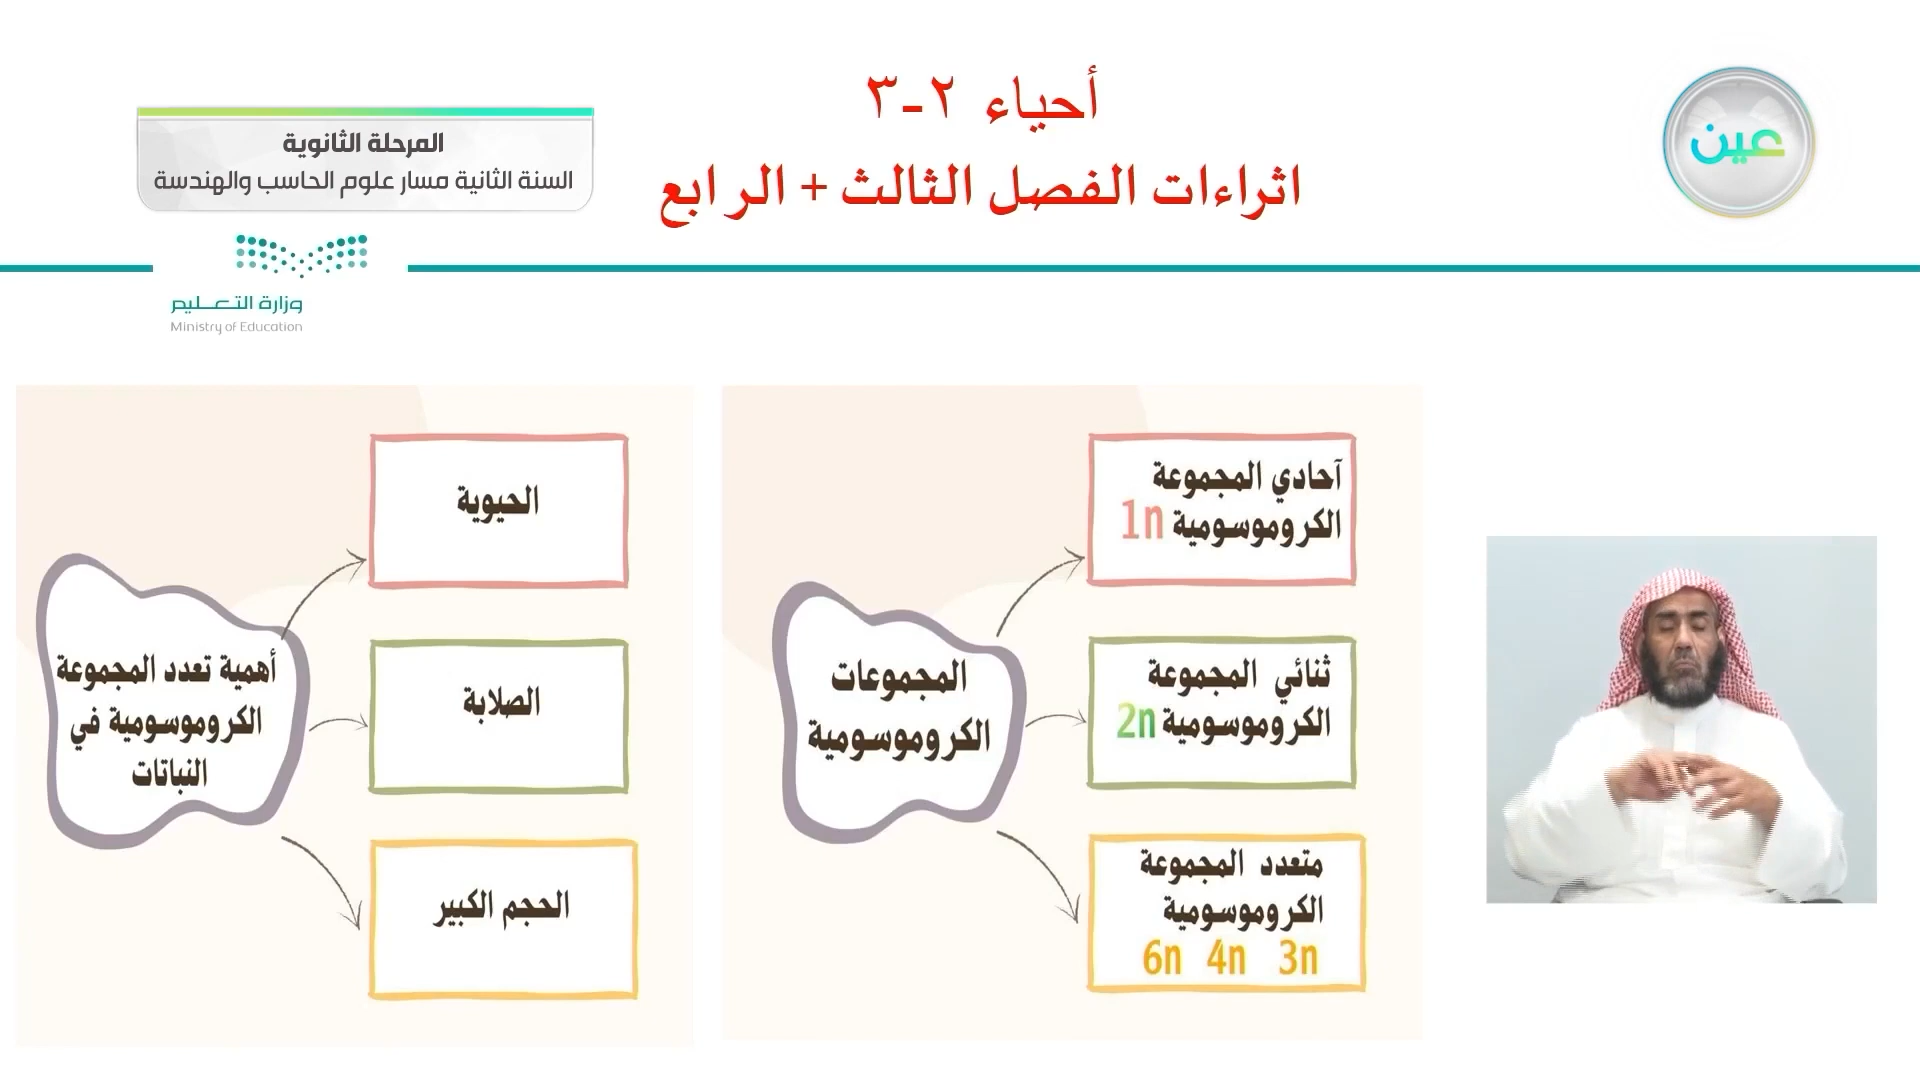 عين
أحياء ٢-٣
اثراءات الفصل الثالث + الرابع
المرحلة الثانوية
السنة الثانية مسار علوم الحاسب والهندسة
وزارة التعـــليم
Ministry of Education
المجموعات
الكروموسومية
آحادي المجموعة
الكروموسومية 1n
ثنائي المجموعة
الكروموسومية 2n
متعدد المجموعة
الكروموسومية
3n 4n 6n
أهمية تعدد المجموعة
الكروموسومية في
النباتات
الحيوية
الصلابة
الحجم الكبير